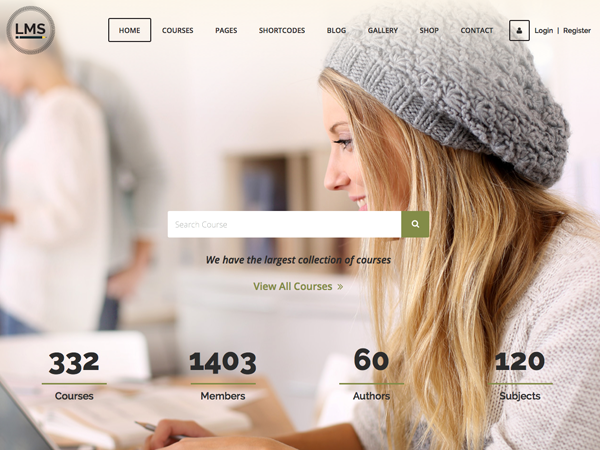 LMS
HOME COURSES PAGES SHORTCODES BLOG GALLERY SHOP CONTACT Login | Register
Search Course
We have the largest collection of courses
View All Courses »
332 1403 60 120
Courses Members Authors Subjects